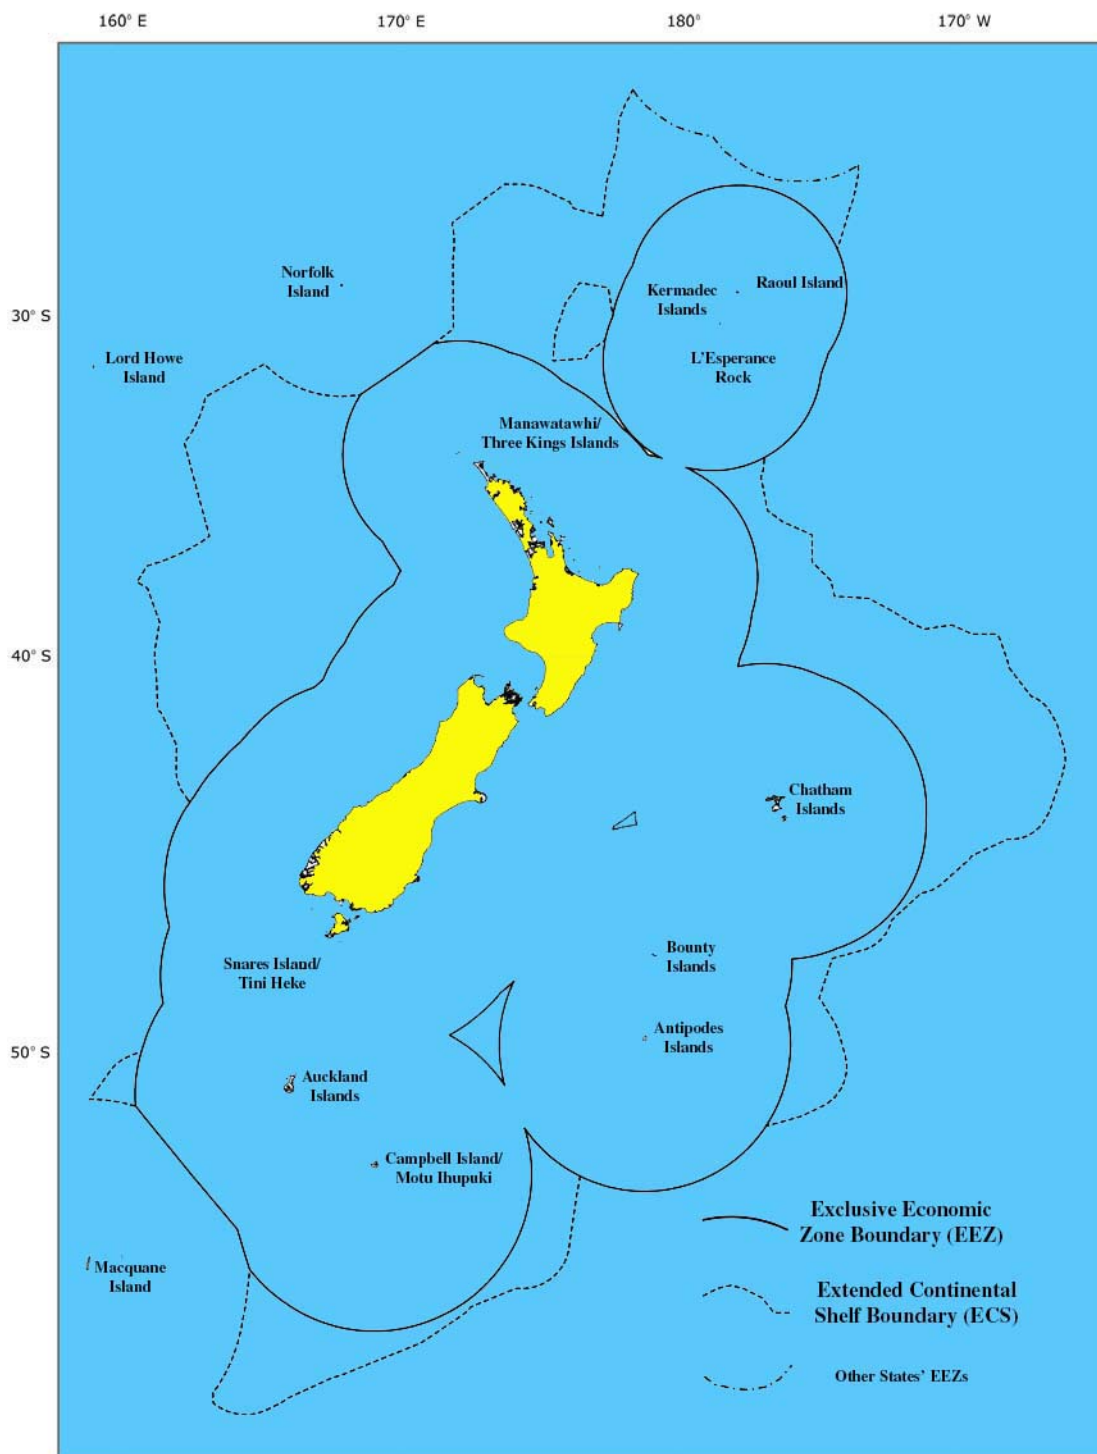 160° E
170° E
180°
170° W
Norfolk
Island
Kermadec
Islands
Raoul Island
30° S
Lord Howe
Island
L'Esperance
Rock
Manawatawhi/
Three Kings Islands
40° S
Chatham
Islands
Snares Island/
Tini Heke
Bounty
Islands
50° S
Antipodes
Islands
Auckland
Islands
Campbell Island/
Motu Ihupuki
Macquane
Island
Exclusive Economic
Zone Boundary (EEZ)
Extended Continental
Shelf Boundary (ECS)
Other States' EEZs